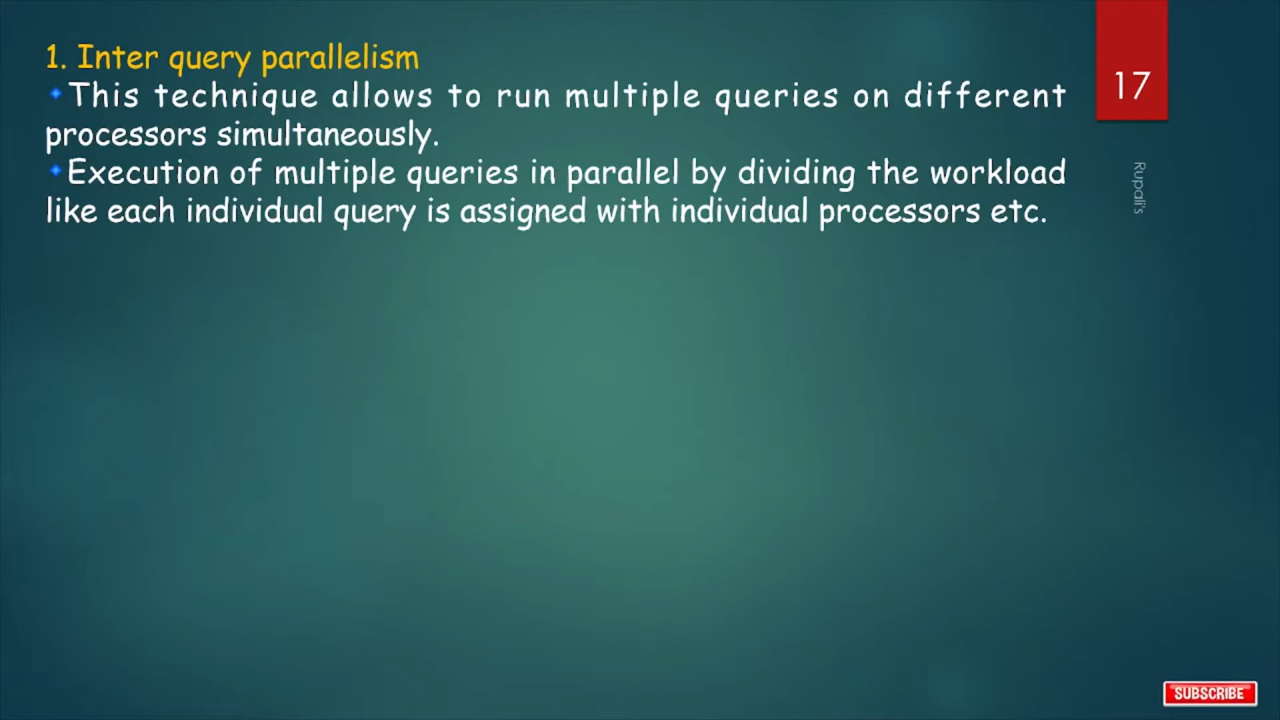 1. Inter query parallelism
This technique allows to run multiple queries on different
processors simultaneously.
Execution of multiple queries in parallel by dividing the workload
like each individual query is assigned with individual processors etc.
17
Rupali's
SUBSCRIBE